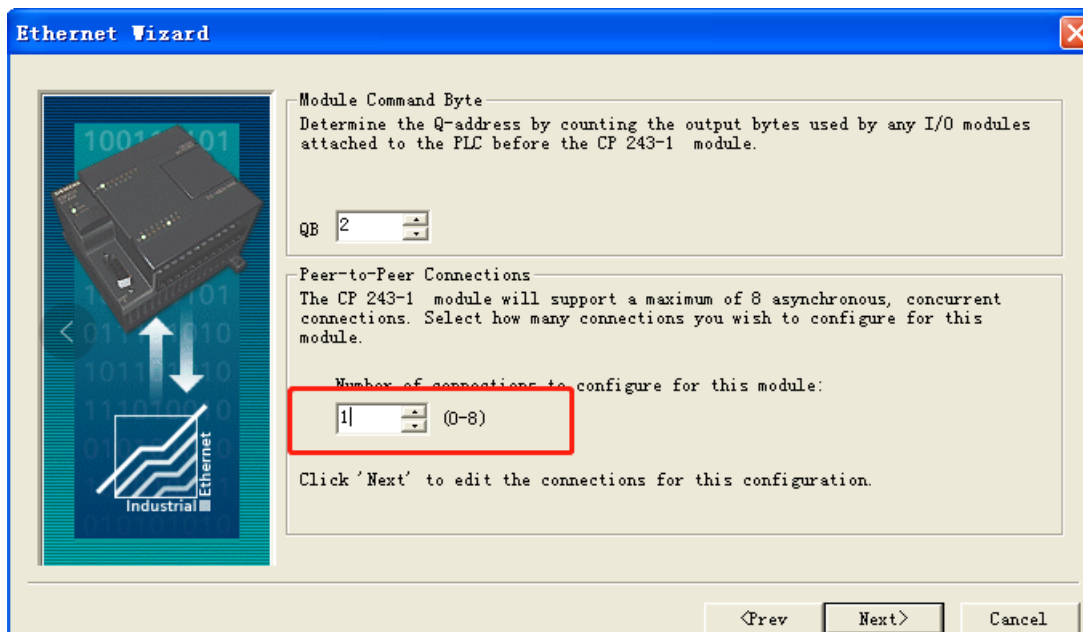 Ethernet Wizard
Module Command Byte
Determine the Q-address by counting the output bytes used by any I/O modules
attached to the PLC before the CP 243-1 module.
QB 2
Peer-to-Peer Connections
The CP 243-1 module will support a maximum of 8 asynchronous, concurrent
connections. Select how many connections you wish to configure for this
module.
Number of connections to configure for this module:
1 (0-8)
Click 'Next' to edit the connections for this configuration.
Industrial
Ethernet
<Prev
Next>
Cancel